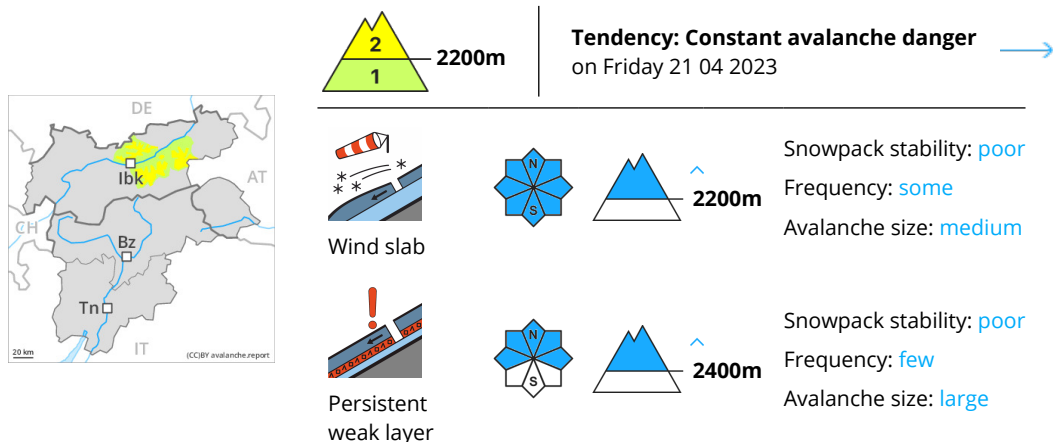 2
1
2200m
Tendency: Constant avalanche danger
on Friday 21 04 2023
DE
Ibk
AT
CH
Bz
Tn
IT
20 km
(CC)BY avalanche.report
Wind slab
N
S
2200m
Snowpack stability: poor
Frequency: some
Avalanche size: medium
Persistent
weak layer
N
S
2400m
Snowpack stability: poor
Frequency: few
Avalanche size: large